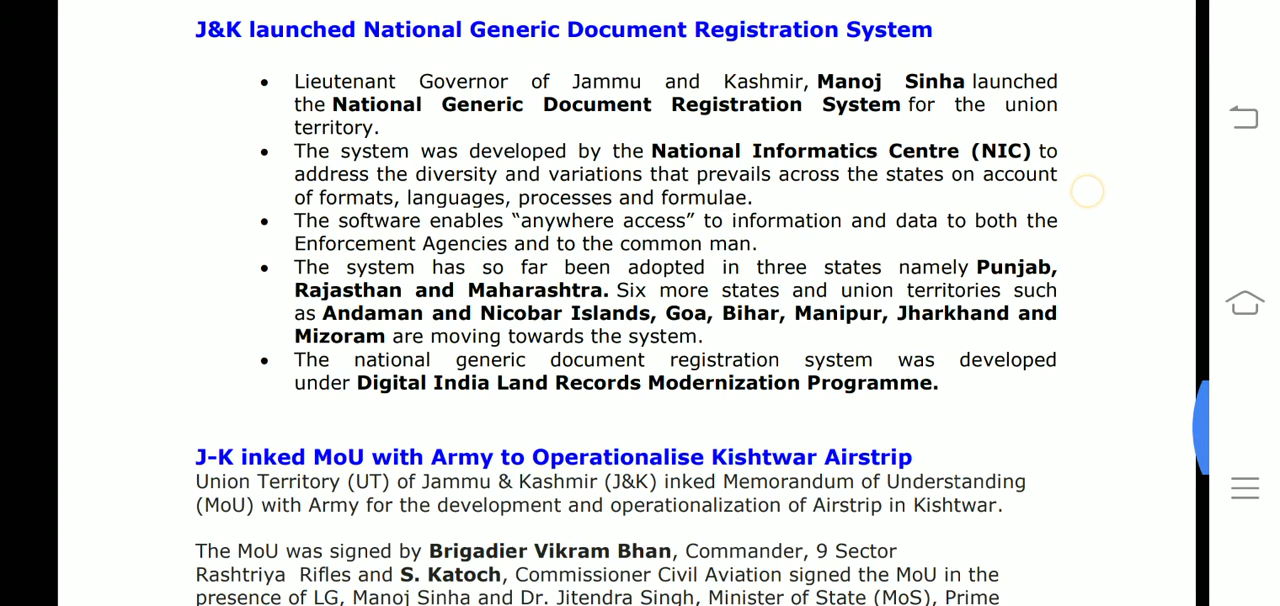 J&K launched National Generic Document Registration System
• Lieutenant Governor of Jammu and Kashmir, Manoj Sinha launched
the National Generic Document Registration System for the union
territory.
• The system was developed by the National Informatics Centre (NIC) to
address the diversity and variations that prevails across the states on account
of formats, languages, processes and formulae.
• The software enables “anywhere access” to information and data to both the
Enforcement Agencies and to the common man.
• The system has so far been adopted in three states namely Punjab,
Rajasthan and Maharashtra. Six more states and union territories such
as Andaman and Nicobar Islands, Goa, Bihar, Manipur, Jharkhand and
Mizoram are moving towards the system.
• The national generic document registration system was developed
under Digital India Land Records Modernization Programme.
J-K inked MoU with Army to Operationalise Kishtwar Airstrip
Union Territory (UT) of Jammu & Kashmir (J&K) inked Memorandum of Understanding
(MoU) with Army for the development and operationalization of Airstrip in Kishtwar.
The MoU was signed by Brigadier Vikram Bhan, Commander, 9 Sector
Rashtriya Rifles and S. Katoch, Commissioner Civil Aviation signed the MoU in the
presence of LG, Manoj Sinha and Dr. Jitendra Singh, Minister of State (MoS), Prime